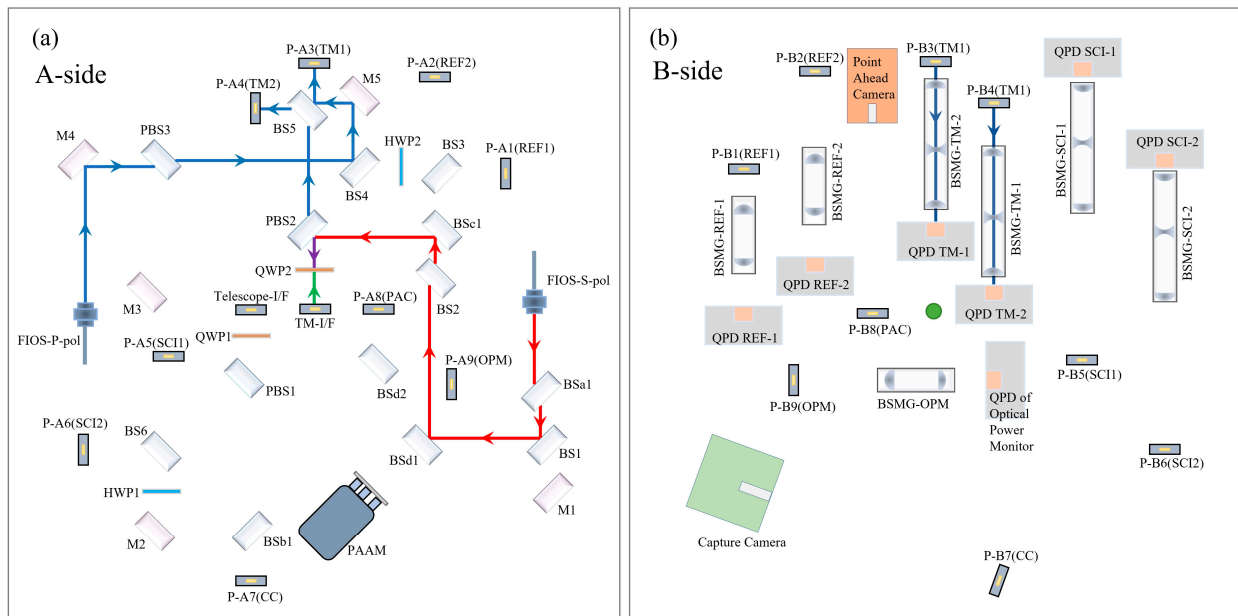 (a)
A-side
P-A3(TM1)
P-A4(TM2)
M5
P-A2(REF2)
BS5
M4
PBS3
HWP2
BS3
P-A1(REF1)
BS4
PBS2
BSc1
QWP2
FIOS-S-pol
M3
Telescope-I/F
P-A8(PAC)
BS2
TM-I/F
FIOS-P-pol
QWP1
P-A5(SCI1)
P-A9(OPM)
PBS1
BSd2
BSa1
P-A6(SCI2)
BS6
BSd1
BS1
HWP1
M1
M2
BSb1
PAAM
P-A7(CC)
(b)
B-side
P-B2(REF2)
Point
Ahead
Camera
P-B3(TM1)
QPD SCI-1
P-B4(TM1)
BSMG-TM-2
BSMG-SCI-1
QPD SCI-2
P-B1(REF1)
BSMG-REF-2
BSMG-REF-1
BSMG-TM-1
BSMG-SCI-2
QPD TM-1
QPD REF-2
QPD TM-2
P-B8(PAC)
QPD REF-1
P-B5(SCI1)
P-B9(OPM)
BSMG-OPM
QPD of
Optical
Power
Monitor
P-B6(SCI2)
Capture Camera
P-B7(CC)